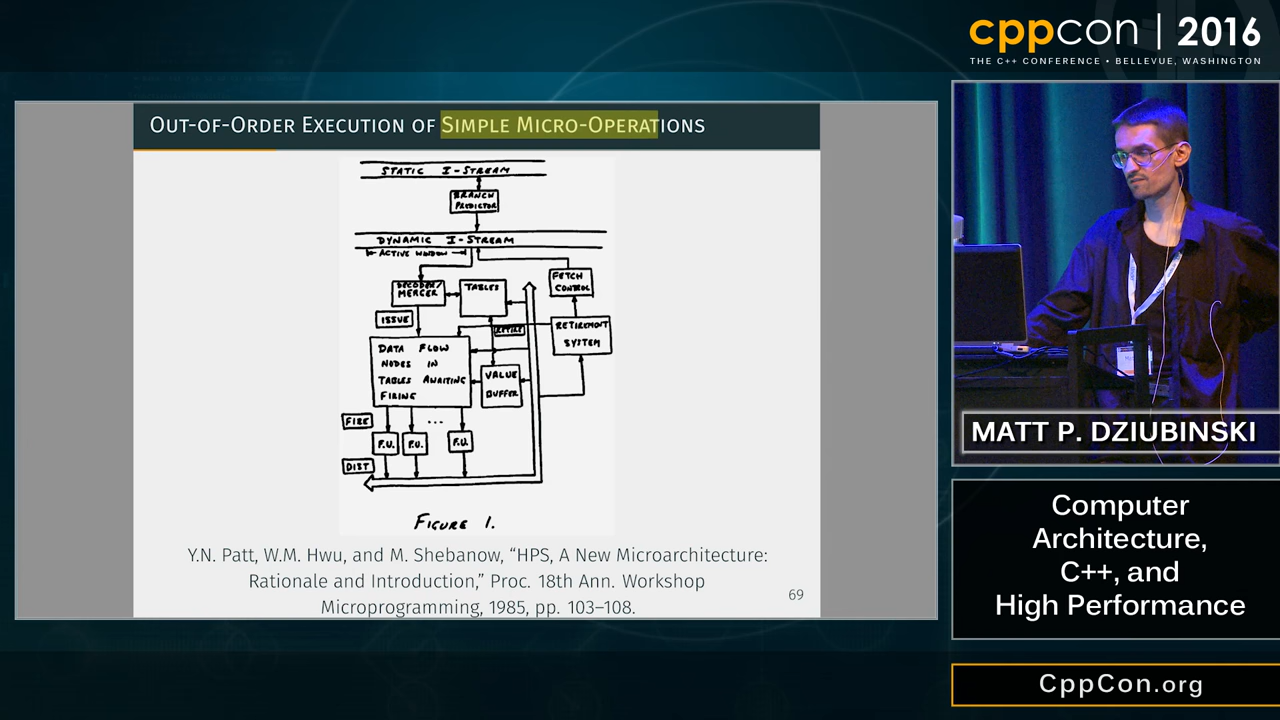 cppcon | 2016
THE C++ CONFERENCE • BELLEVUE, WASHINGTON
OUT-OF-ORDER EXECUTION OF SIMPLE MICRO-OPERATIONS
STATIC I-STREAM
BRANCH
PREDICTOR
DYNAMIC I-STREAM
ACTIVE WINDOW
DECODER/
MERGER
TABLES
FETCH
CONTROL
ISSUE
RETIRE
RETIREMENT
SYSTEM
DATA FLOW
NODES IN
TABLES AWAITING
FIRING
VALUE
BUFFER
FIRE
...
F.U.
F.U.
F.U.
DIST
FIGURE 1.
Y.N. Patt, W.M. Hwu, and M. Shebanow, “HPS, A New Microarchitecture:
Rationale and Introduction,” Proc. 18th Ann. Workshop
Microprogramming, 1985, pp. 103–108.
69
MATT P. DZIUBINSKI
Computer
Architecture,
C++, and
High Performance
CppCon.org